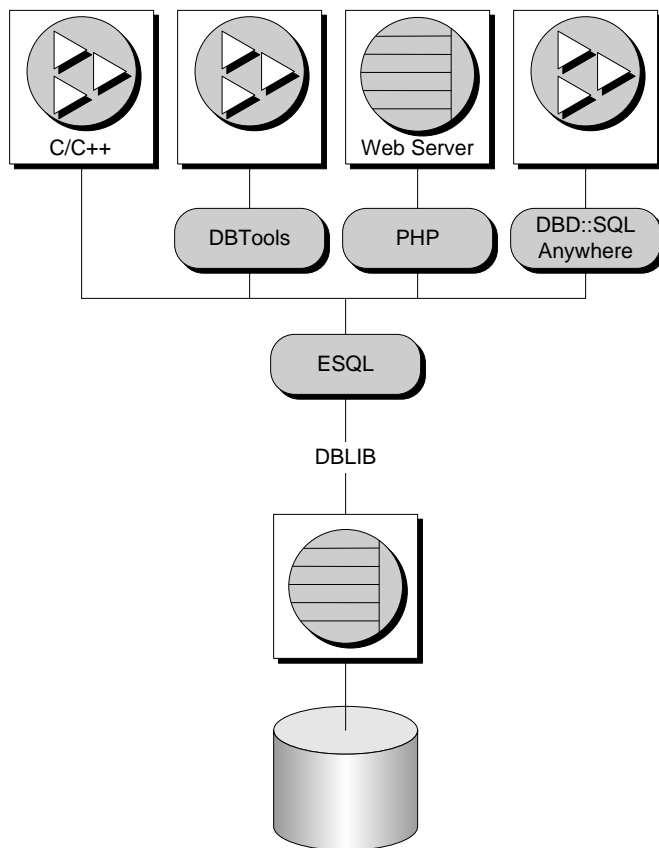 C/C++
Web Server
DBTools
PHP
DBD::SQL
Anywhere
ESQL
DBLIB